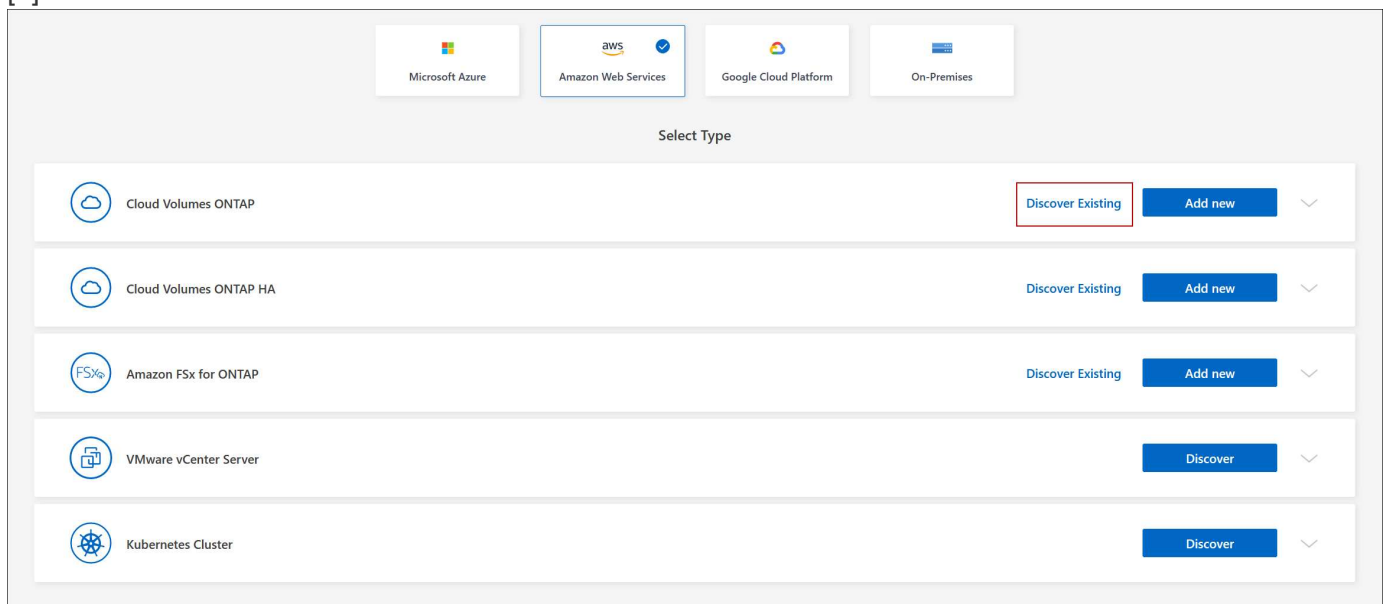 aws
Microsoft Azure
Amazon Web Services
Google Cloud Platform
On-Premises
Select Type
Cloud Volumes ONTAP
Discover Existing
Add new
Cloud Volumes ONTAP HA
Discover Existing
Add new
FSx
Amazon FSx for ONTAP
Discover Existing
Add new
VMware vCenter Server
Discover
Kubernetes Cluster
Discover